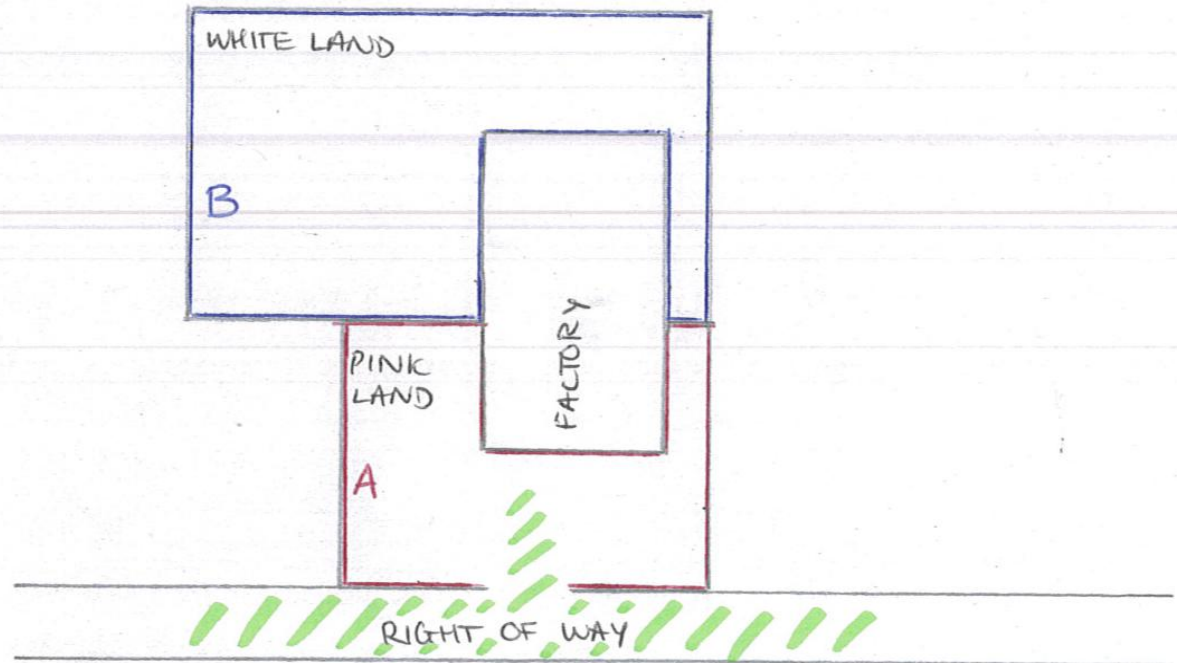 WHITE LAND
B
FACTORY
PINK
LAND
A
RIGHT OF WAY